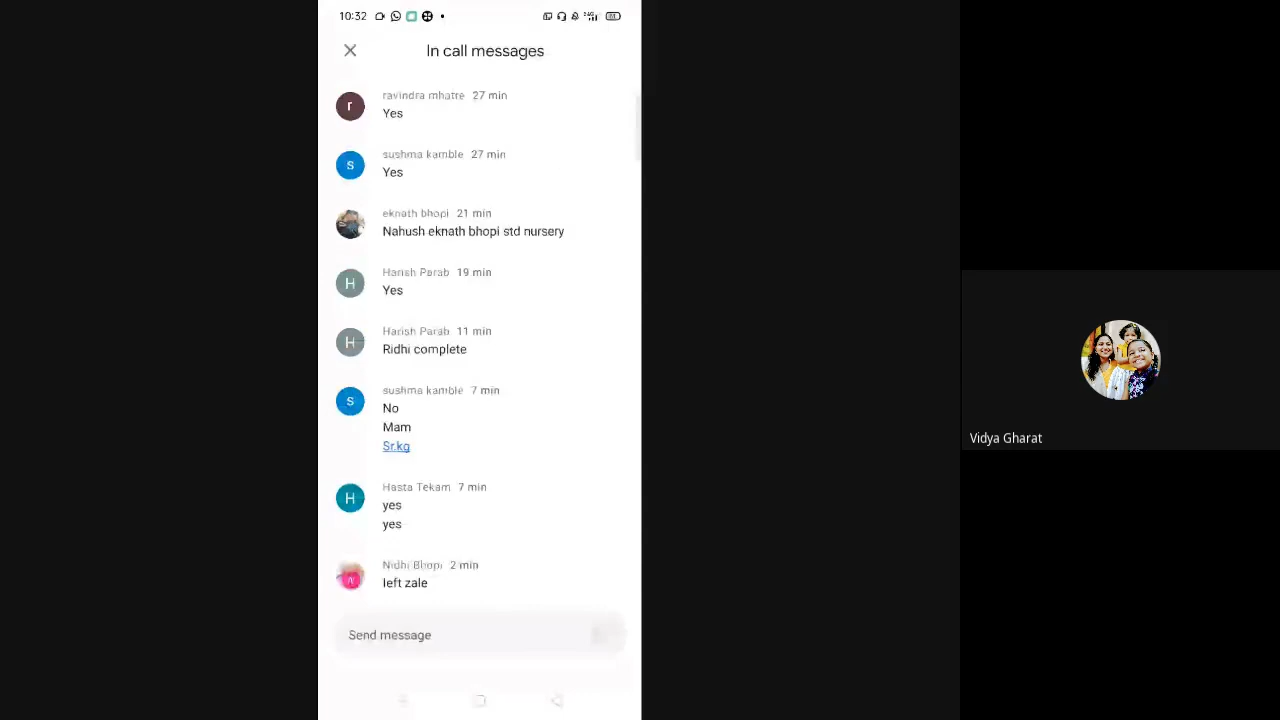 10:32
In call messages
r
ravindra mhatre 27 min
Yes
s
sushma kamble 27 min
Yes
eknath bhopi 21 min
Nahush eknath bhopi std nursery
H
Harish Parab 19 min
Yes
H
Harish Parab 11 min
Ridhi complete
s
sushma kamble 7 min
No
Mam
Sr.kg
H
Hasta Tekam 7 min
yes
yes
Nidhi Bhopi 2 min
left zale
Send message
Vidya Gharat